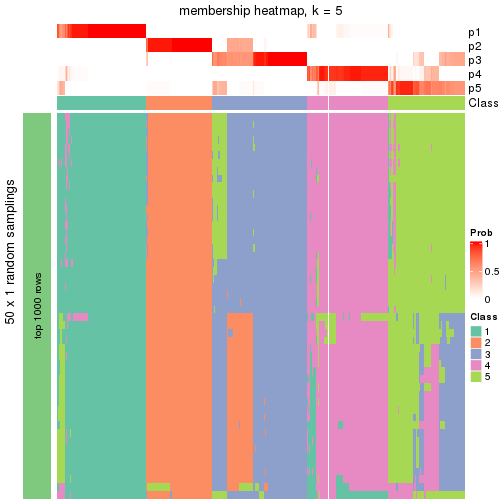 membership heatmap, k = 5
p1
p2
p3
p4
p5
Class
50 x 1 random samplings
top 1000 rows
Prob
1
0.5
0
Class
1
2
3
4
5